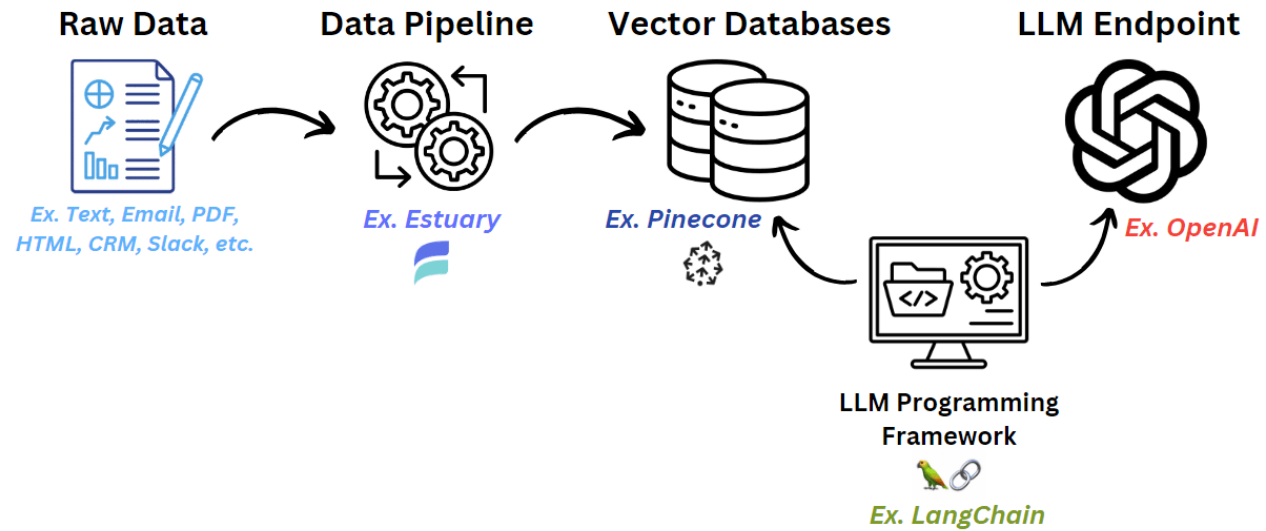 Raw Data
Data Pipeline
Vector Databases
LLM Endpoint
Ex. Text, Email, PDF,
HTML, CRM, Slack, etc.
Ex. Estuary
Ex. Pinecone
Ex. OpenAI
</>
LLM Programming
Framework
Ex. LangChain